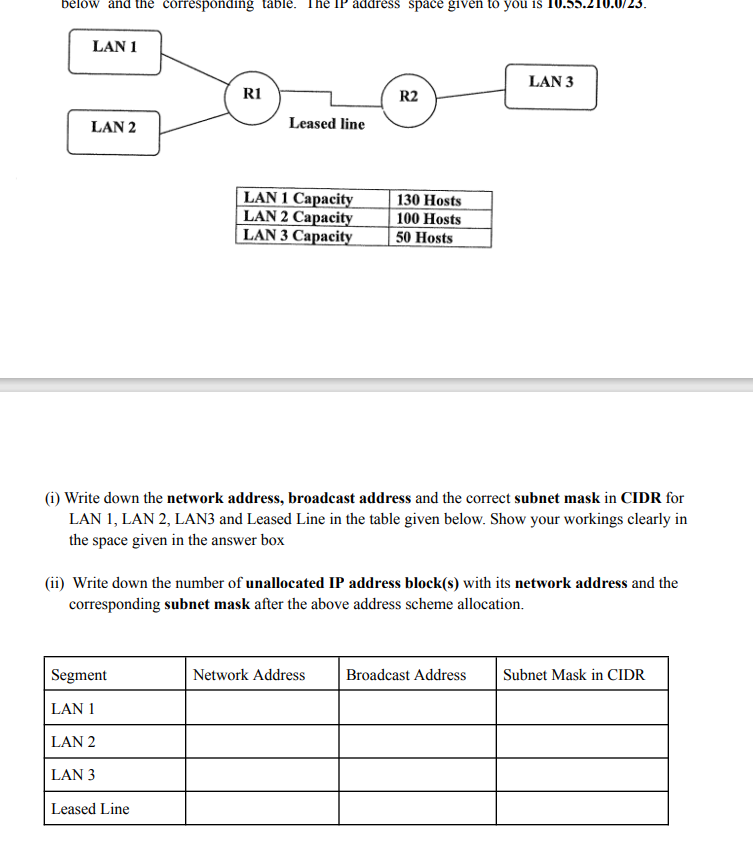 below and the corresponding table. The IP address space given to you is 10.55.210.0/23.
LAN 1
LAN 3
R1
R2
LAN 2
Leased line
LAN 1 Capacity 130 Hosts
LAN 2 Capacity 100 Hosts
LAN 3 Capacity 50 Hosts
(i) Write down the network address, broadcast address and the correct subnet mask in CIDR for
LAN 1, LAN 2, LAN3 and Leased Line in the table given below. Show your workings clearly in
the space given in the answer box
(ii) Write down the number of unallocated IP address block(s) with its network address and the
corresponding subnet mask after the above address scheme allocation.
Segment Network Address Broadcast Address Subnet Mask in CIDR
LAN 1
LAN 2
LAN 3
Leased Line